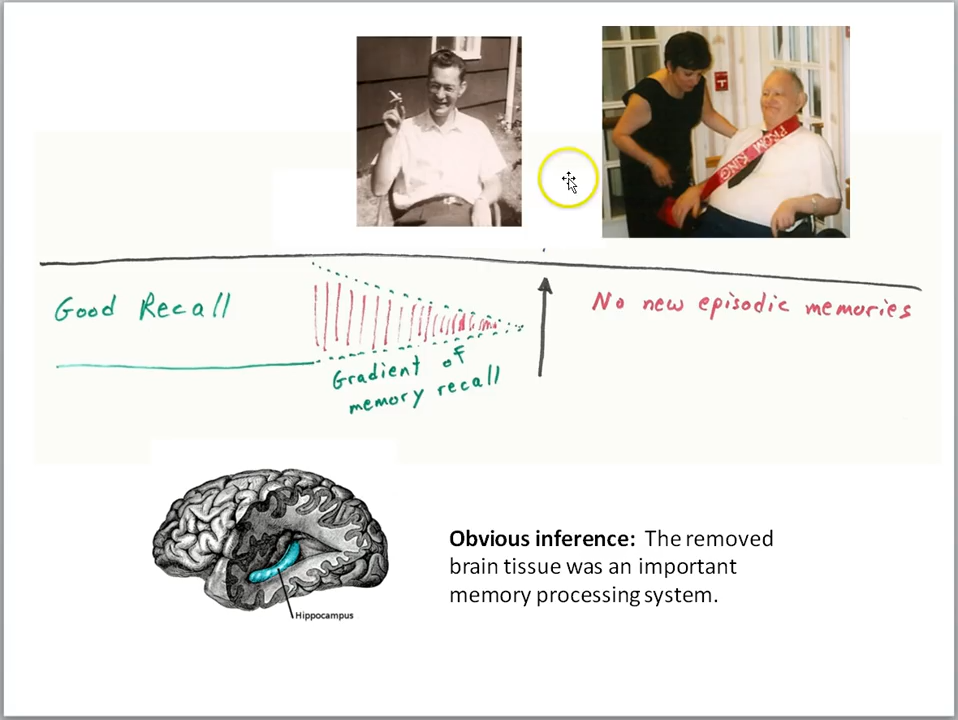 PROM KING
Good Recall
No new episodic memories
Gradient of
memory recall
Hippocampus
Obvious inference: The removed
brain tissue was an important
memory processing system.